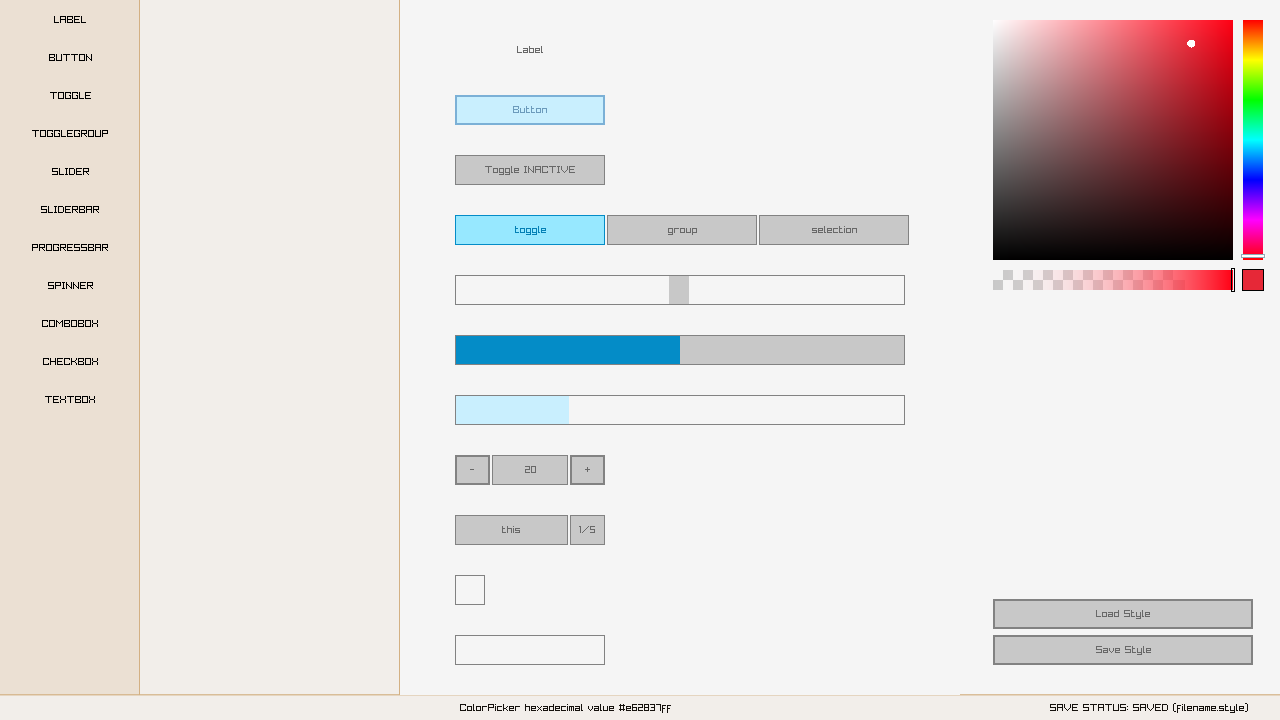 LABEL
BUTTON
TOGGLE
TOGGLEGROUP
SLIDER
SLIDERBAR
PROGRESSBAR
SPINNER
COMBOBOX
CHECKBOX
TEXTBOX
Label
Button
Toggle INACTIVE
toggle group selection
- 20 +
this 1/5
Load Style
Save Style
ColorPicker hexadecimal value #e62837ff
SAVE STATUS: SAVED (filename.style)